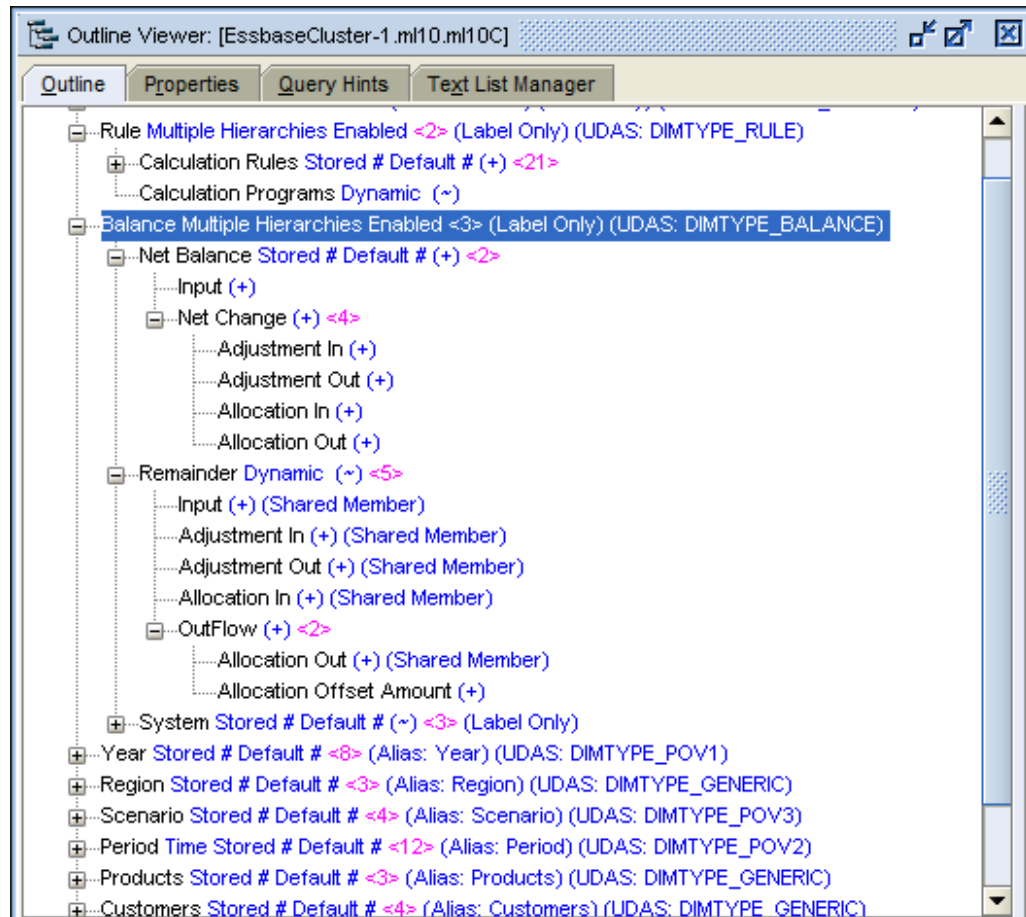 Outline Viewer: [EssbaseCluster-1.ml10.ml10C]
Outline Properties Query Hints Text List Manager
Rule Multiple Hierarchies Enabled <2> (Label Only) (UDAS: DIMTYPE_RULE)
Calculation Rules Stored # Default # (+) <21>
Calculation Programs Dynamic (~)
Balance Multiple Hierarchies Enabled <3> (Label Only) (UDAS: DIMTYPE_BALANCE)
Net Balance Stored # Default # (+) <2>
Input (+)
Net Change (+) <4>
Adjustment In (+)
Adjustment Out (+)
Allocation In (+)
Allocation Out (+)
Remainder Dynamic (~) <5>
Input (+) (Shared Member)
Adjustment In (+) (Shared Member)
Adjustment Out (+) (Shared Member)
Allocation In (+) (Shared Member)
OutFlow (+) <2>
Allocation Out (+) (Shared Member)
Allocation Offset Amount (+)
System Stored # Default # (~) <3> (Label Only)
Year Stored # Default # <8> (Alias: Year) (UDAS: DIMTYPE_POV1)
Region Stored # Default # <3> (Alias: Region) (UDAS: DIMTYPE_GENERIC)
Scenario Stored # Default # <4> (Alias: Scenario) (UDAS: DIMTYPE_POV3)
Period Time Stored # Default # <12> (Alias: Period) (UDAS: DIMTYPE_POV2)
Products Stored # Default # <3> (Alias: Products) (UDAS: DIMTYPE_GENERIC)
Customers Stored # Default # <4> (Alias: Customers) (UDAS: DIMTYPE_GENERIC)